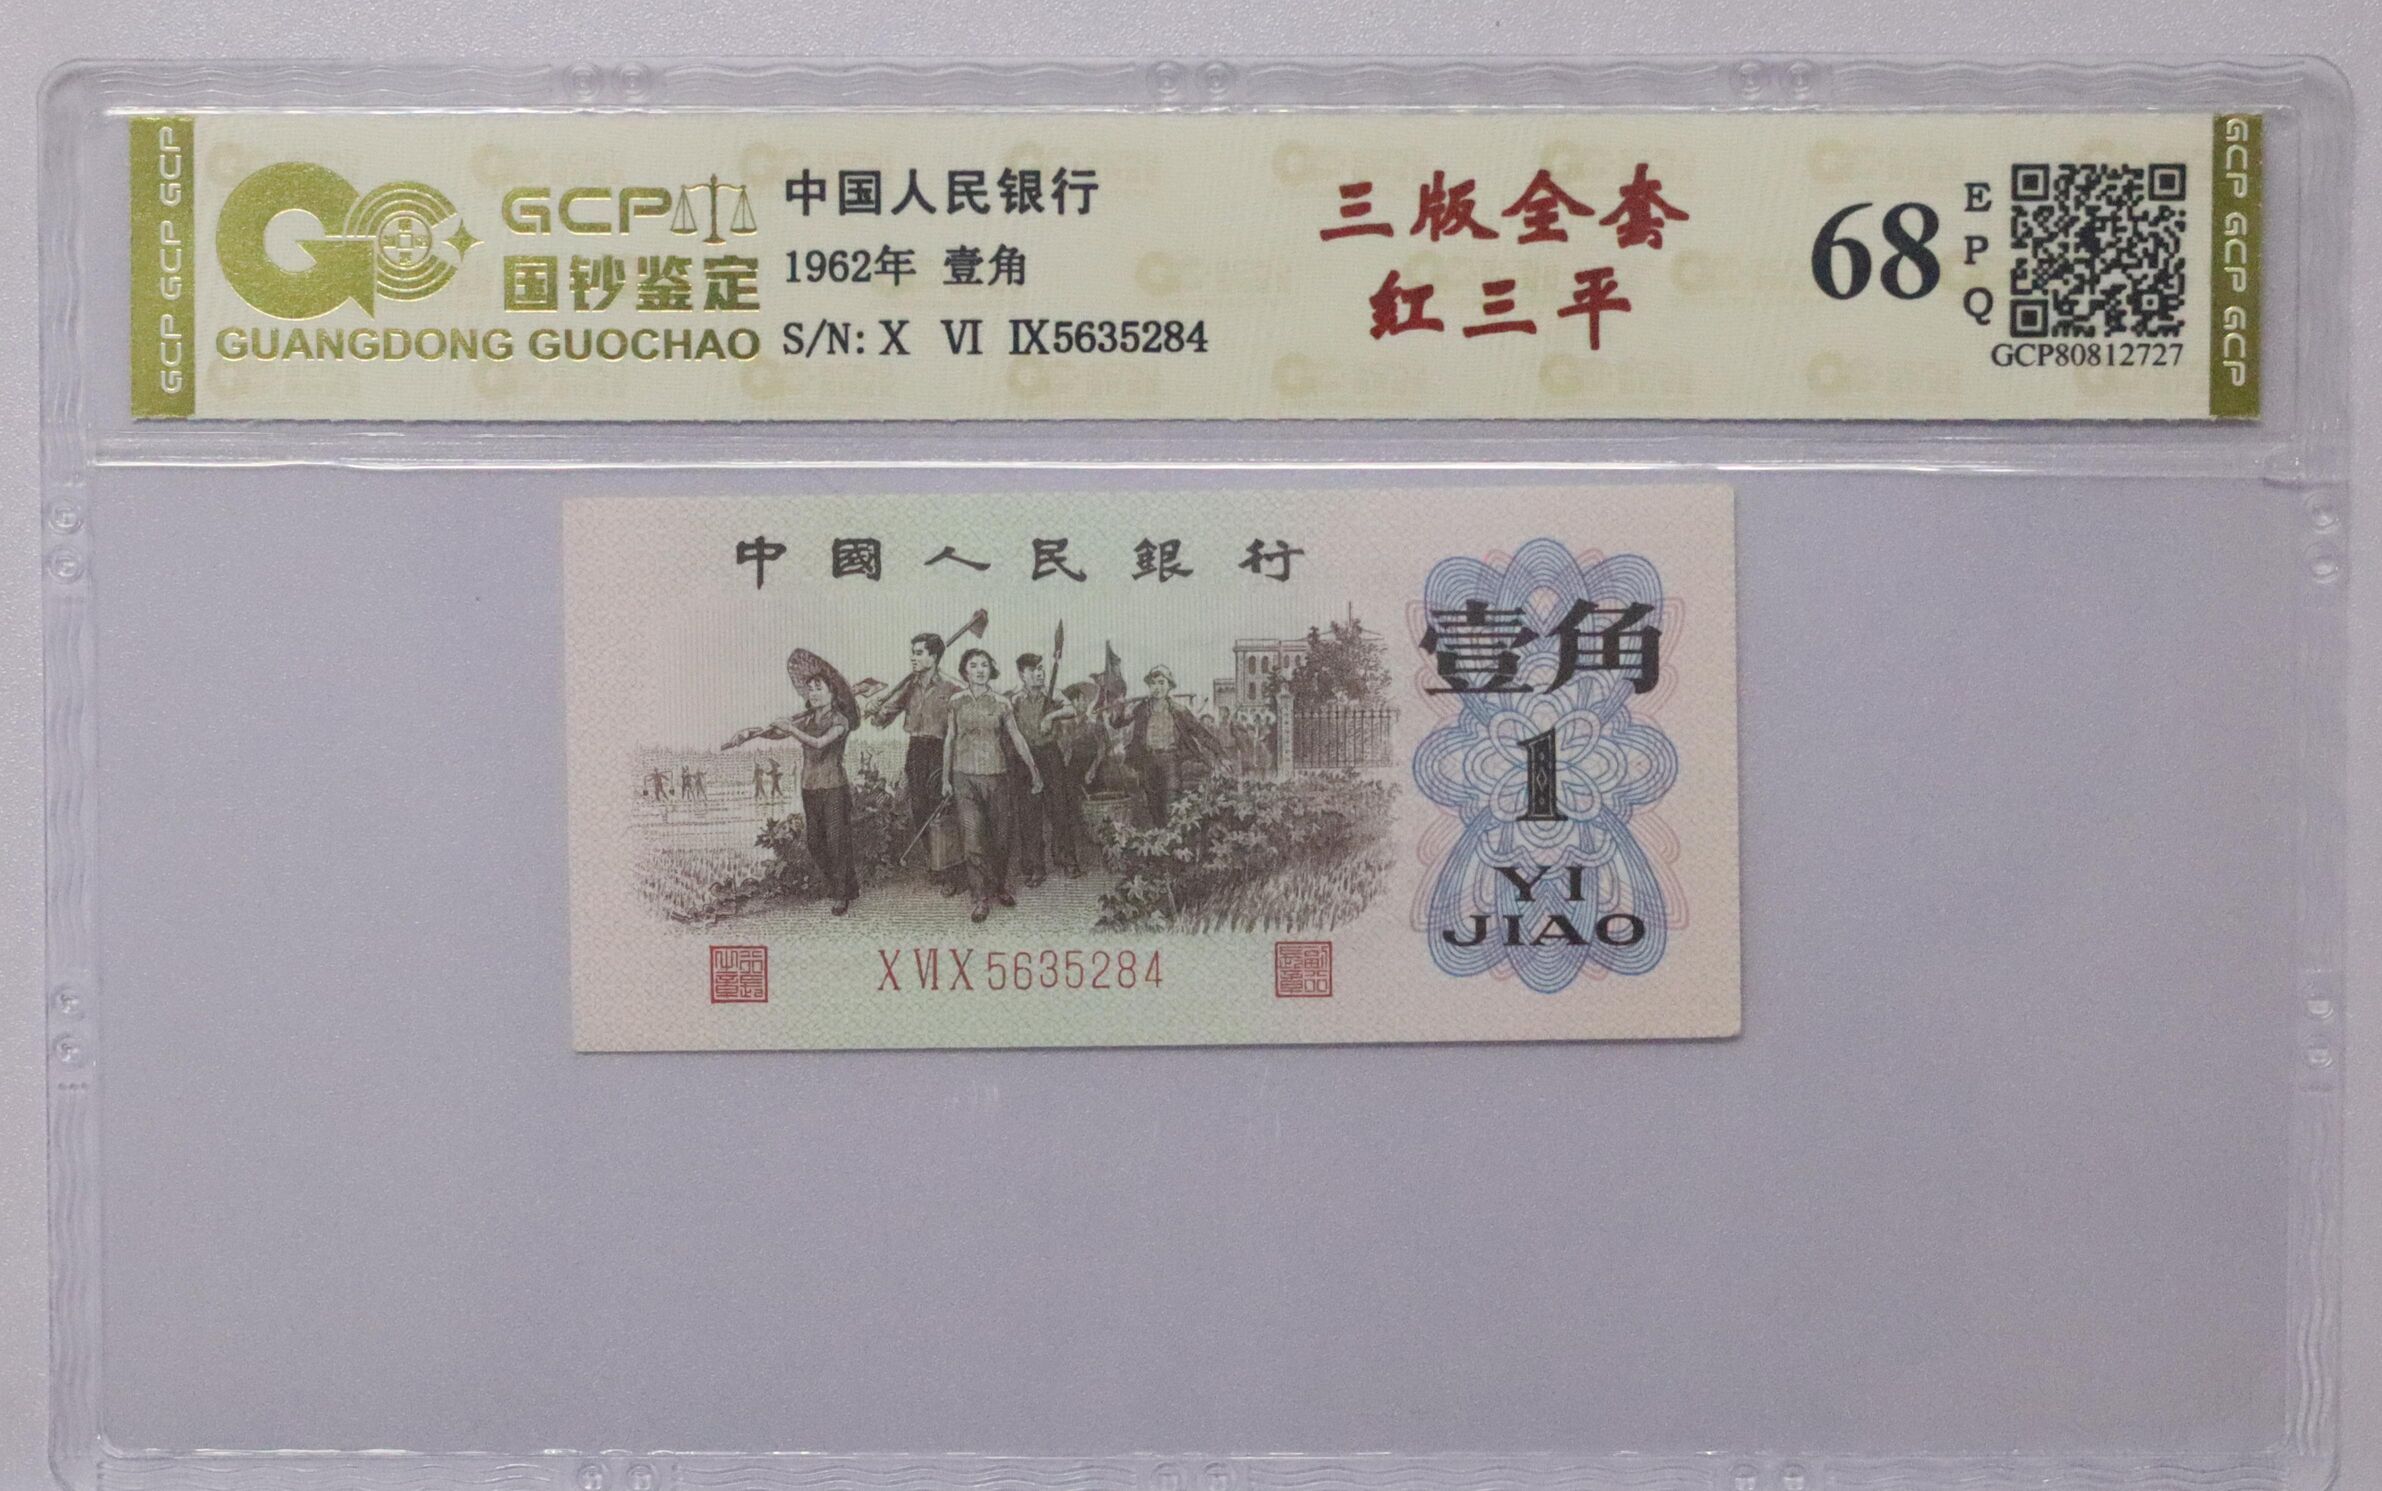 GCP GCP GCP
GCP
国钞鉴定
GUANGDONG GUOCHAO
中国人民银行
1962年 壹角
S/N: X Ⅵ Ⅸ5635284
三版全套
红三平
68
E
P
Q
GCP80812727
GCP GCP GCP
中國人民銀行
壹角
1
YI
JIAO
X Ⅵ X 5635284